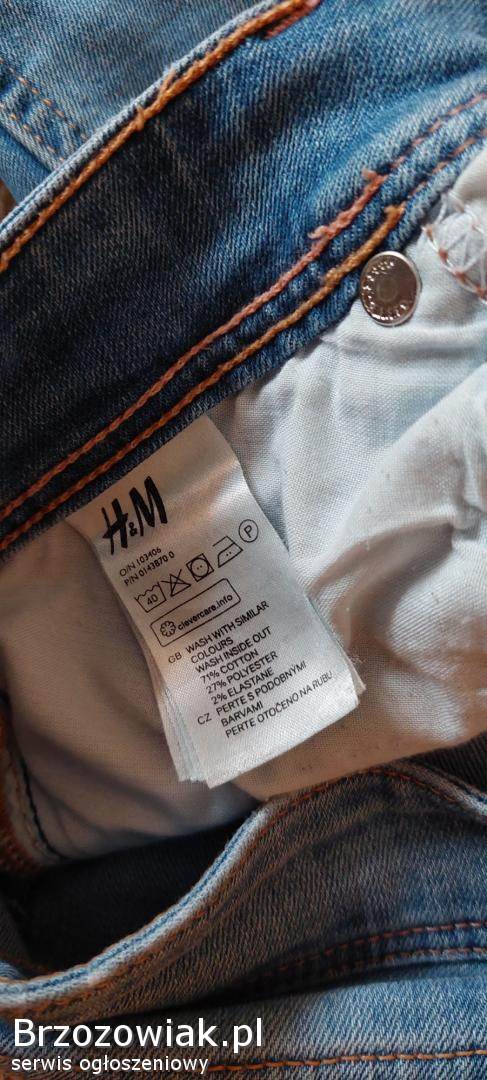 H&M
O/N 103406
P/N 0143870 0
40 P
clevercare.info
GB WASH WITH SIMILAR
COLOURS
WASH INSIDE OUT
71% COTTON
27% POLYESTER
2% ELASTANE
CZ PERTE S PODOBNÝMI
BARVAMI
PERTE OTOČENO NA RUBU
Brzozowiak.pl
serwis ogłoszeniowy